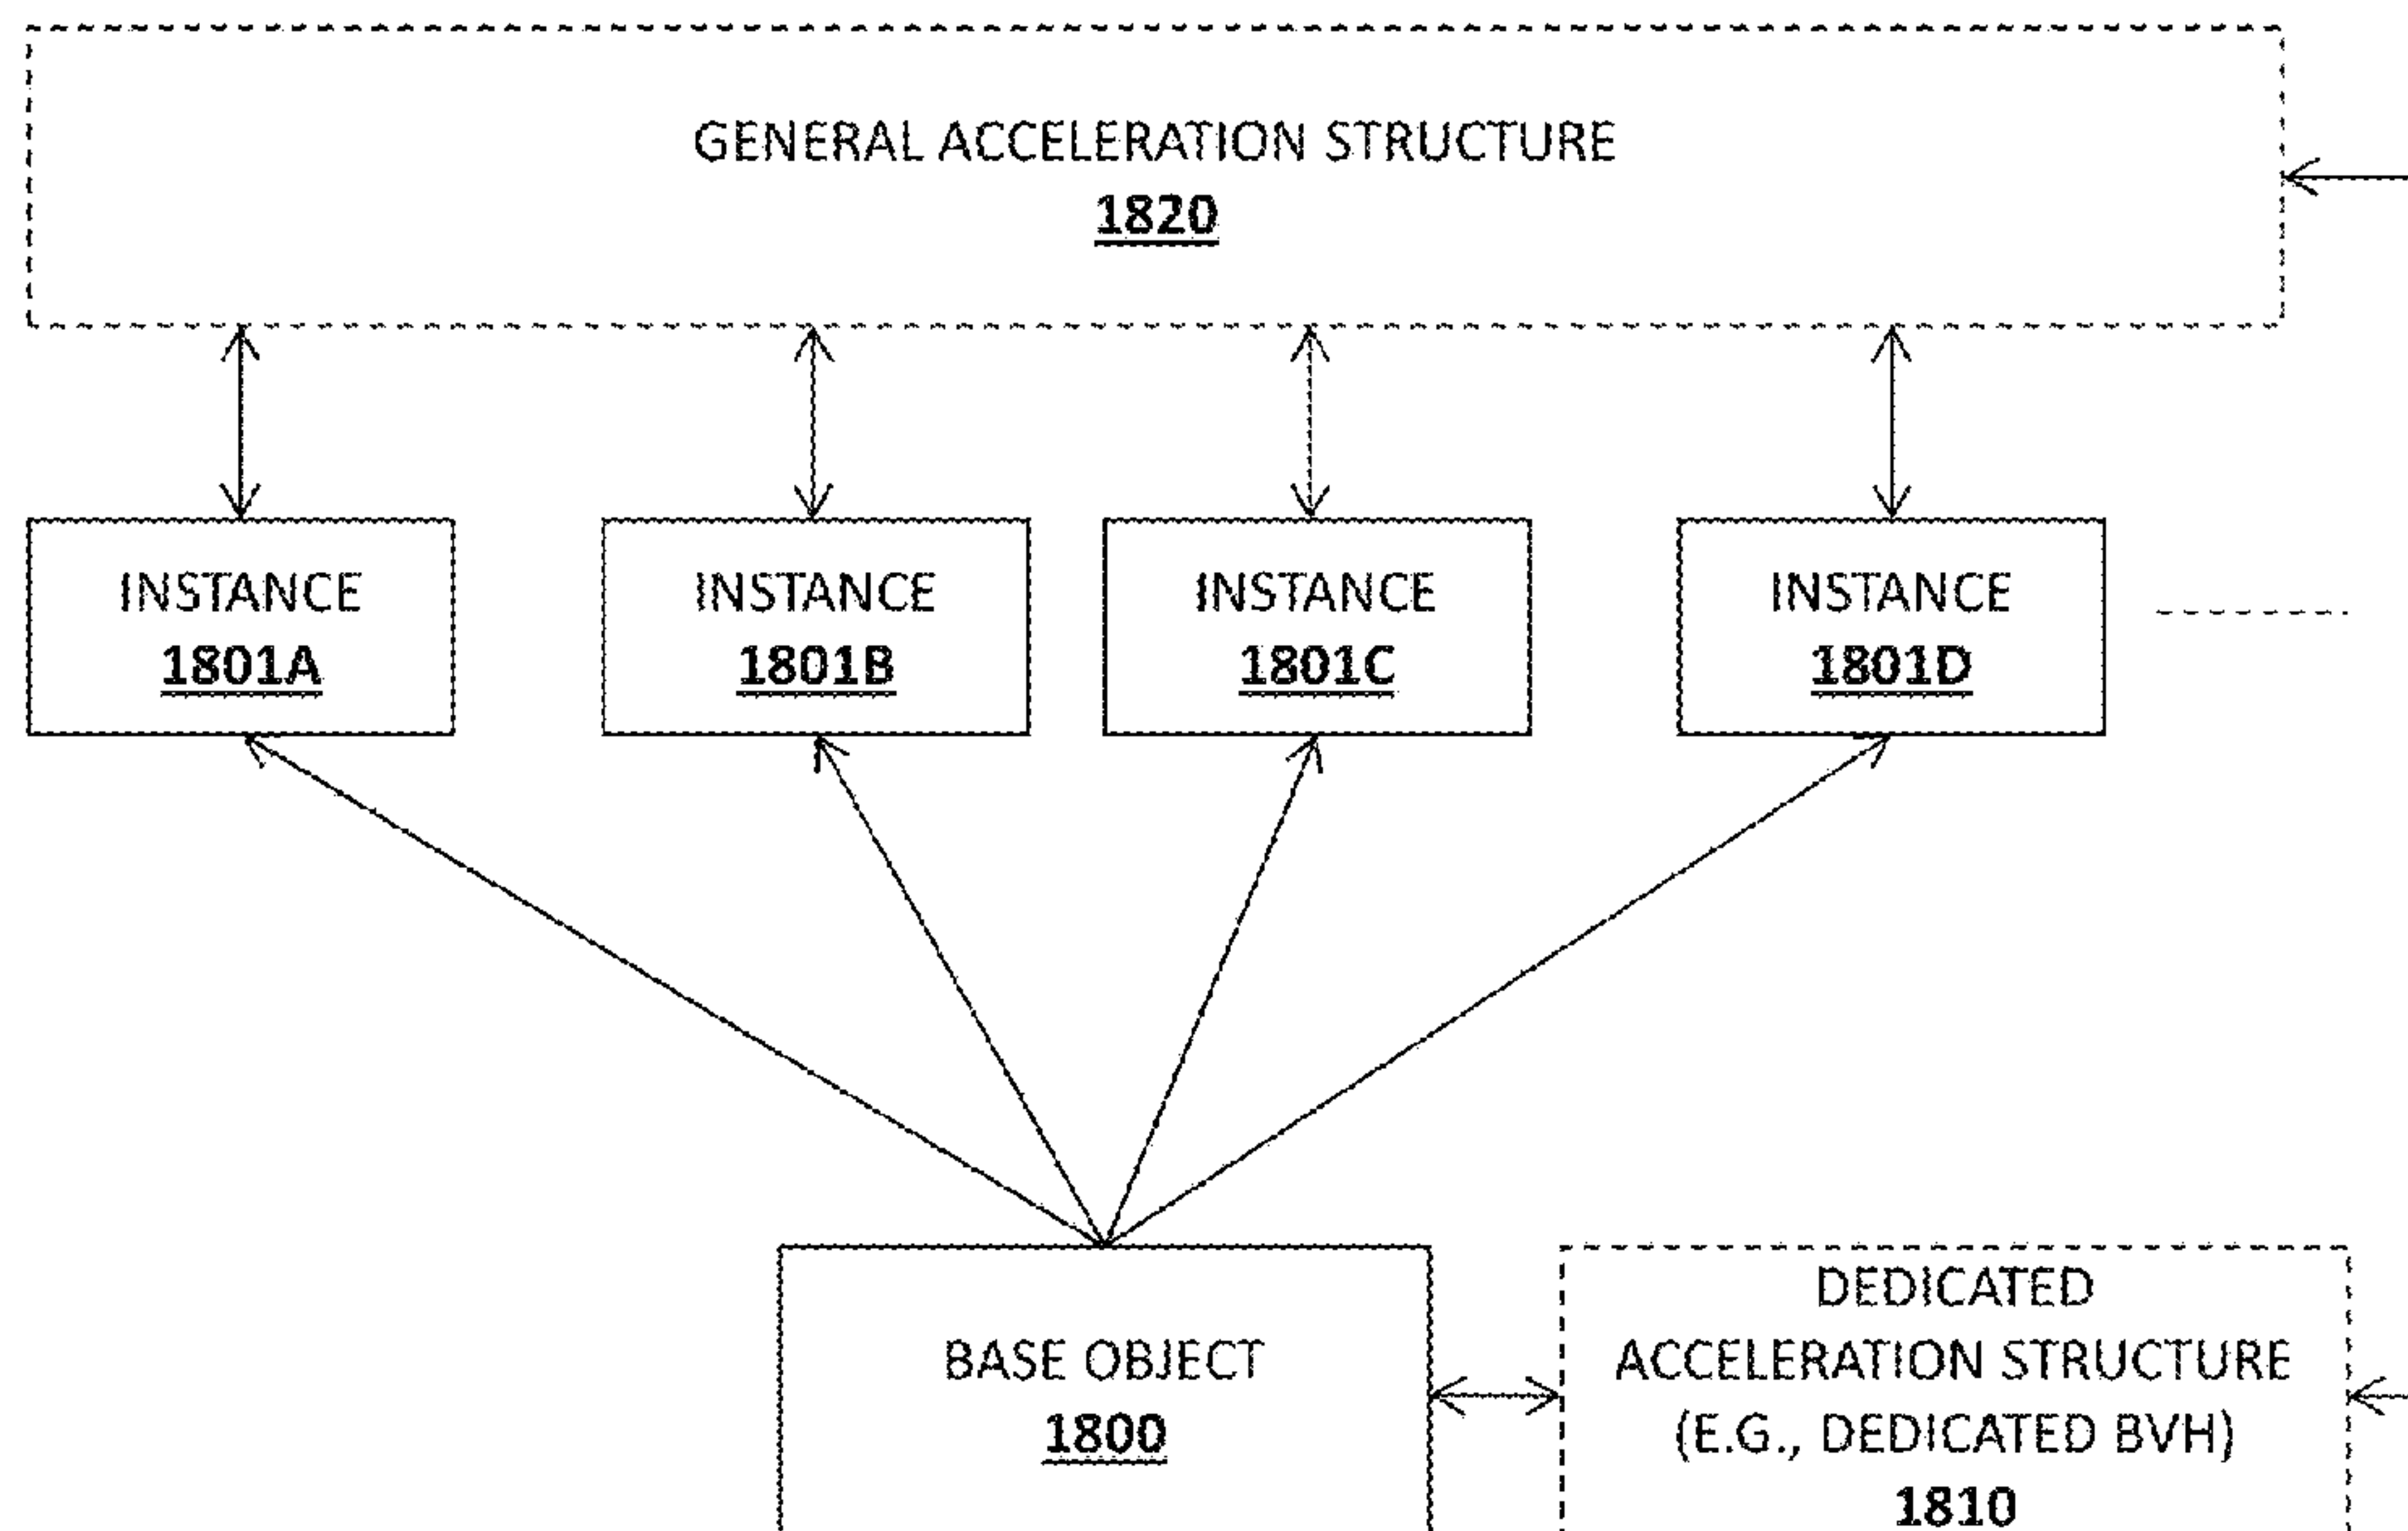 GENERAL ACCELERATION STRUCTURE
1820
INSTANCE
1801A
INSTANCE
1801B
INSTANCE
1801C
INSTANCE
1801D
BASE OBJECT
1800
DEDICATED
ACCELERATION STRUCTURE
(E.G., DEDICATED BVH)
1810